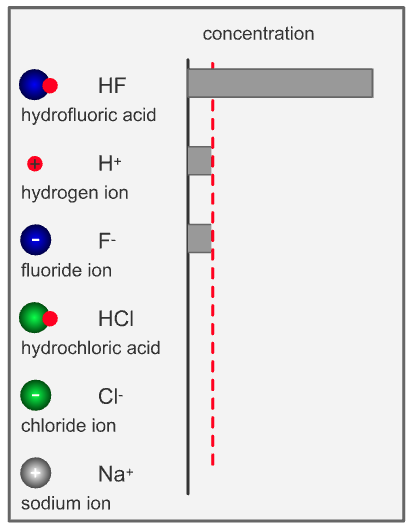 concentration
HF
hydrofluoric acid
+ H⁺
hydrogen ion
- F⁻
fluoride ion
HCl
hydrochloric acid
- Cl⁻
chloride ion
+ Na⁺
sodium ion